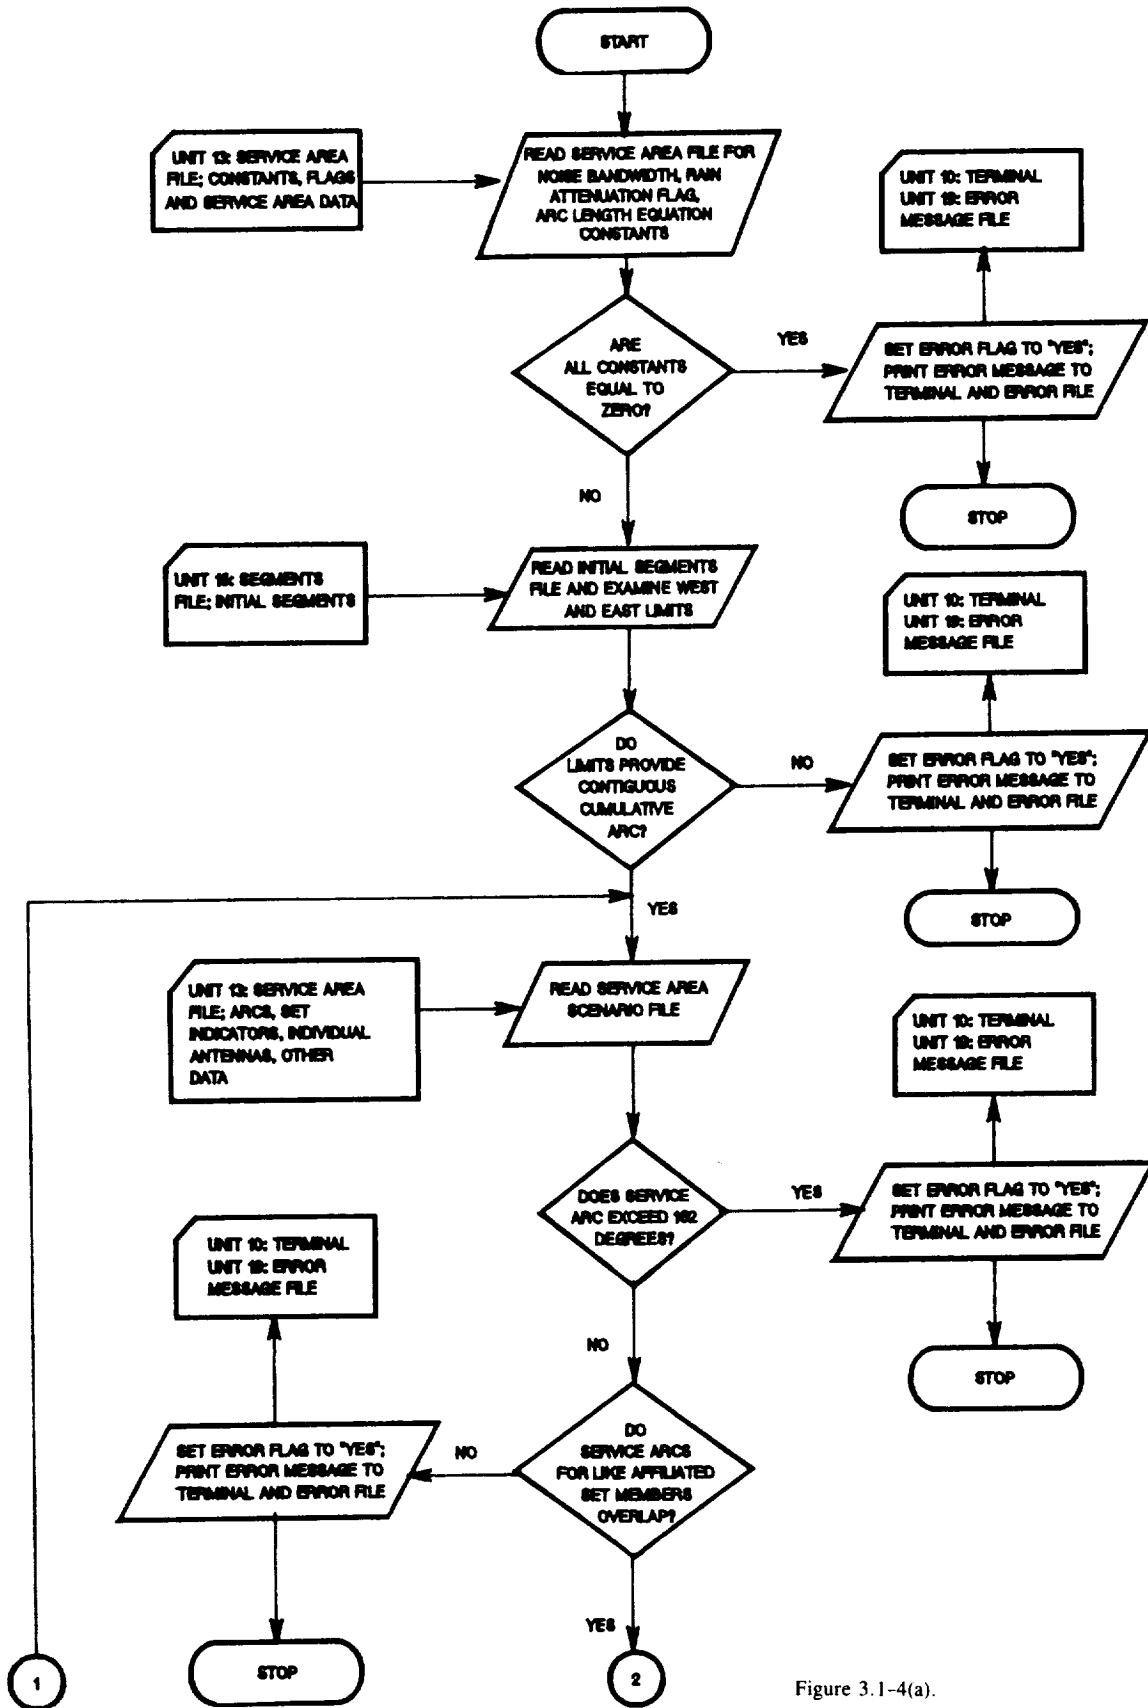 START
UNIT 13: SERVICE AREA
FILE; CONSTANTS, FLAGS
AND SERVICE AREA DATA
READ SERVICE AREA FILE FOR
NOISE BANDWIDTH, RAIN
ATTENUATION FLAG,
ARC LENGTH EQUATION
CONSTANTS
UNIT 10: TERMINAL
UNIT 19: ERROR
MESSAGE FILE
ARE
ALL CONSTANTS
EQUAL TO
ZERO?
YES
SET ERROR FLAG TO "YES";
PRINT ERROR MESSAGE TO
TERMINAL AND ERROR FILE
NO
STOP
UNIT 16: SEGMENTS
FILE; INITIAL SEGMENTS
READ INITIAL SEGMENTS
FILE AND EXAMINE WEST
AND EAST LIMITS
UNIT 10: TERMINAL
UNIT 19: ERROR
MESSAGE FILE
DO
LIMITS PROVIDE
CONTIGUOUS
CUMULATIVE
ARC?
NO
SET ERROR FLAG TO "YES";
PRINT ERROR MESSAGE TO
TERMINAL AND ERROR FILE
YES
STOP
UNIT 13: SERVICE AREA
FILE; ARCS, SET
INDICATORS, INDIVIDUAL
ANTENNAS, OTHER
DATA
READ SERVICE AREA
SCENARIO FILE
UNIT 10: TERMINAL
UNIT 19: ERROR
MESSAGE FILE
DOES SERVICE
ARC EXCEED 162
DEGREES?
YES
SET ERROR FLAG TO "YES";
PRINT ERROR MESSAGE TO
TERMINAL AND ERROR FILE
UNIT 10: TERMINAL
UNIT 19: ERROR
MESSAGE FILE
NO
STOP
SET ERROR FLAG TO "YES";
PRINT ERROR MESSAGE TO
TERMINAL AND ERROR FILE
NO
DO
SERVICE ARCS
FOR LIKE AFFILIATED
SET MEMBERS
OVERLAP?
YES
1
STOP
2
Figure 3.1-4(a).